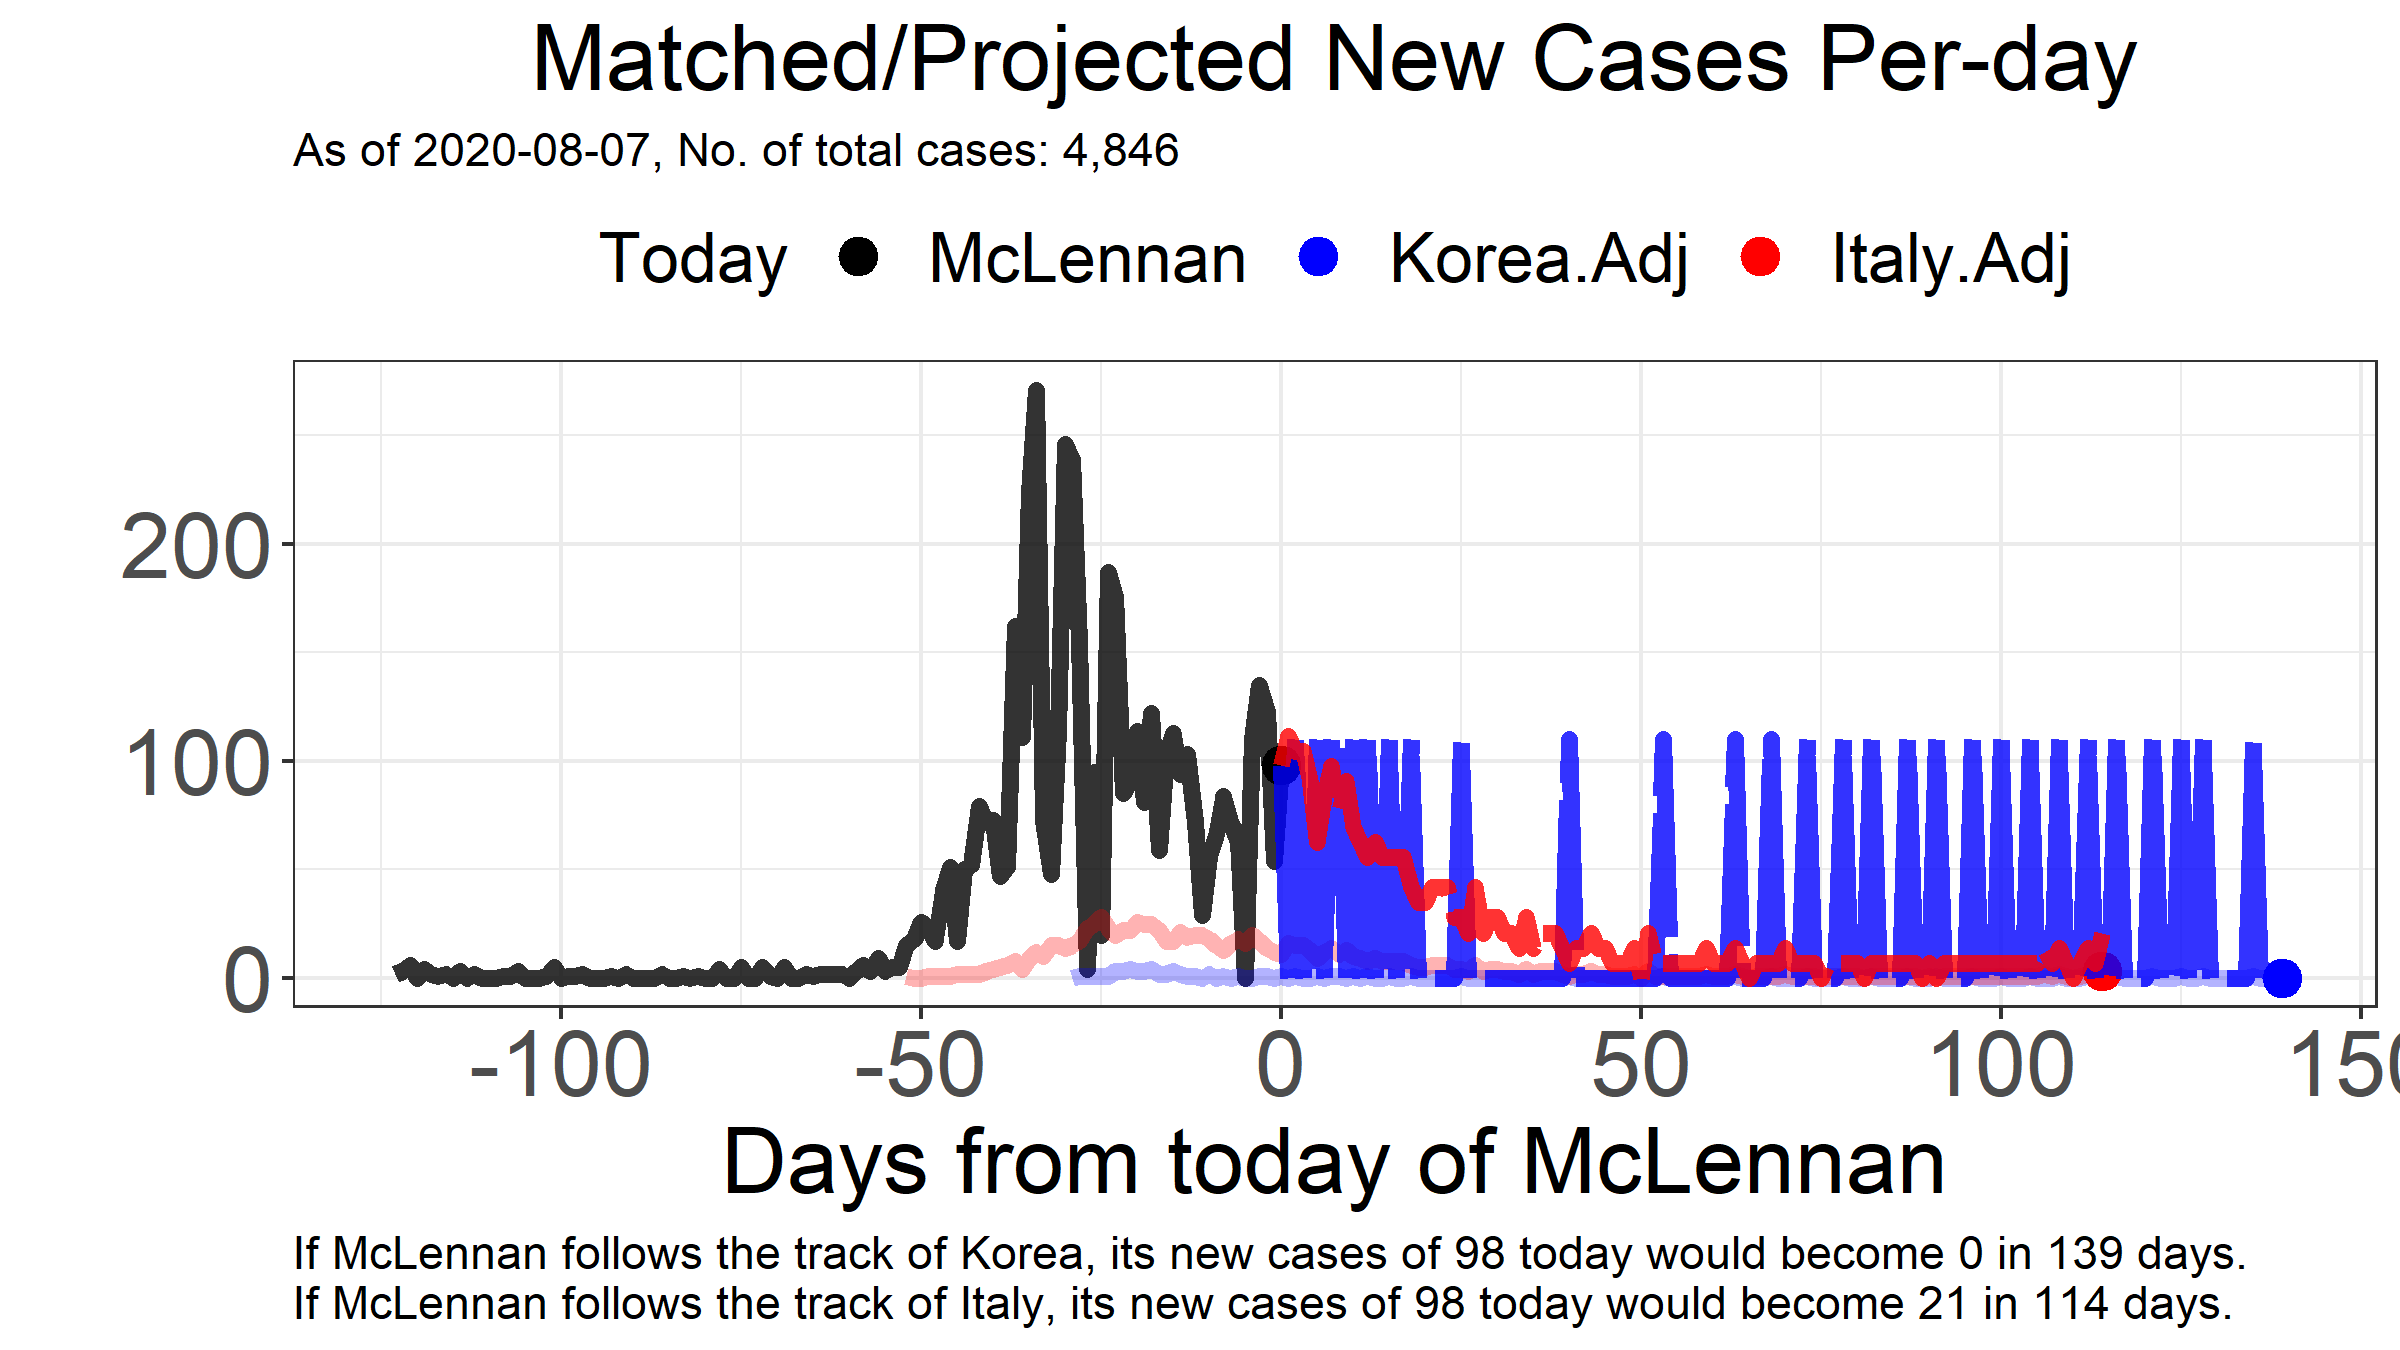 Matched/Projected New Cases Per-day
As of 2020-08-07, No. of total cases: 4,846
Today McLennan Korea.Adj Italy.Adj
200
100
0
-100 -50 0 50 100 150
Days from today of McLennan
If McLennan follows the track of Korea, its new cases of 98 today would become 0 in 139 days.
If McLennan follows the track of Italy, its new cases of 98 today would become 21 in 114 days.